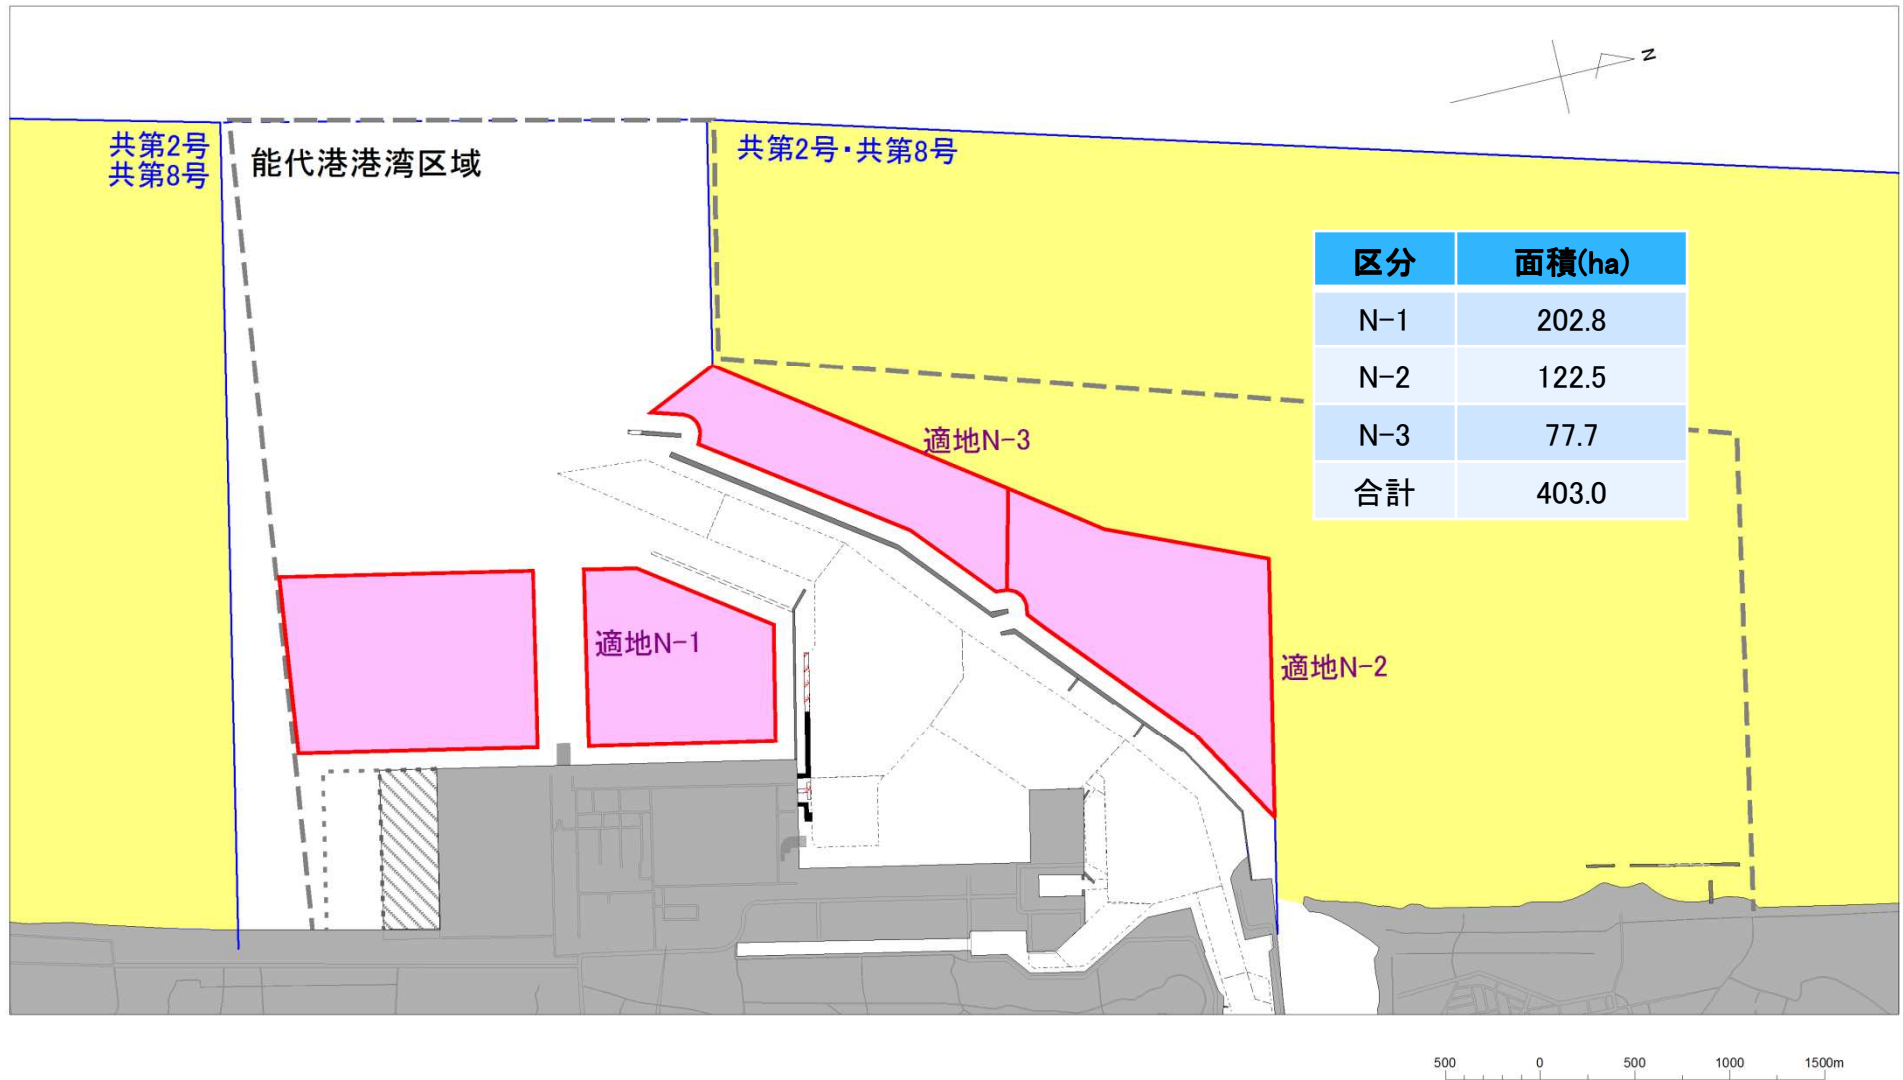 N
共第2号
共第8号
能代港港湾区域
共第2号・共第8号
区分 面積(ha)
N-1 202.8
N-2 122.5
N-3 77.7
合計 403.0
適地N-3
適地N-1
適地N-2
500 0 500 1000 1500m